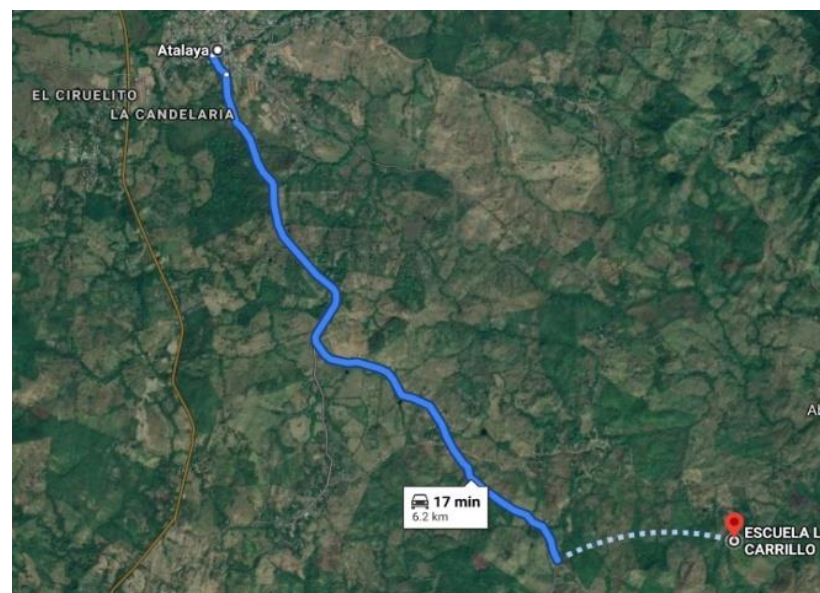 Atalaya
EL CIRUELITO
LA CANDELARIA
17 min
6.2 km
ESCUELA L
CARRILLO